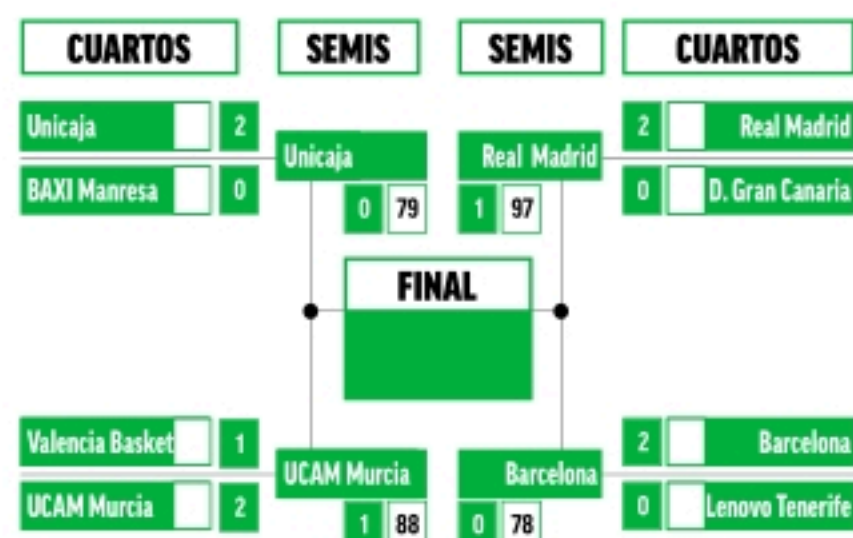 CUARTOS SEMIS SEMIS CUARTOS
Unicaja 2
BAXI Manresa 0
Unicaja
0 79
Real Madrid
1 97
2 Real Madrid
0 D. Gran Canaria
FINAL
Valencia Basket 1
UCAM Murcia 2
UCAM Murcia
1 88
Barcelona
0 78
2 Barcelona
0 Lenovo Tenerife